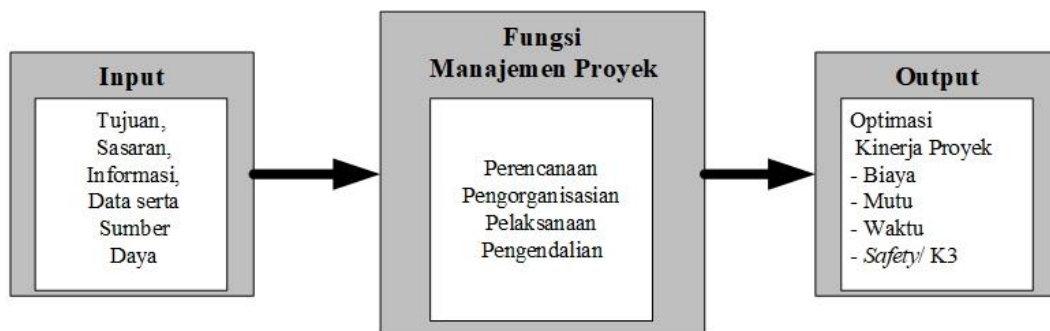 Input
Tujuan,
Sasaran,
Informasi,
Data serta
Sumber
Daya
Fungsi
Manajemen Proyek
Perencanaan
Pengorganisasian
Pelaksanaan
Pengendalian
Output
Optimasi
Kinerja Proyek
- Biaya
- Mutu
- Waktu
- Safety/ K3